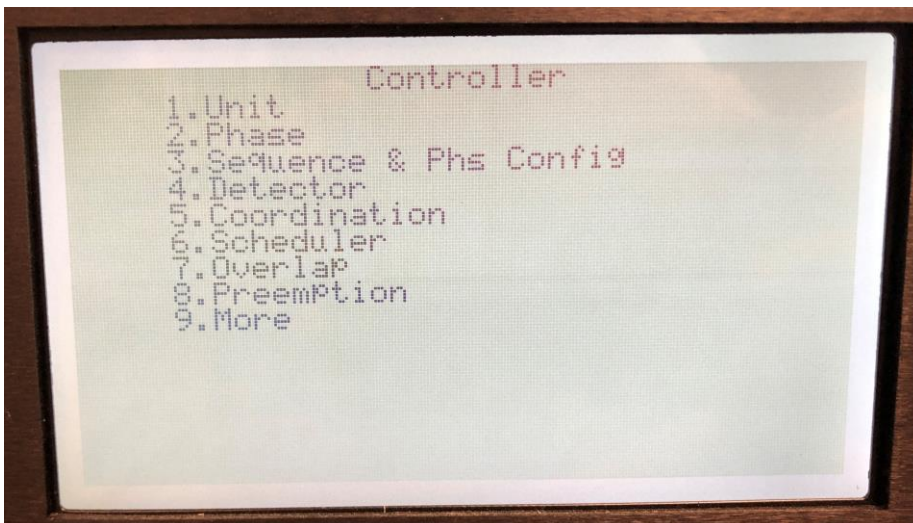 Controller
1.Unit
2.Phase
3.Sequence & Phs Config
4.Detector
5.Coordination
6.Scheduler
7.Overlap
8.Preemption
9.More